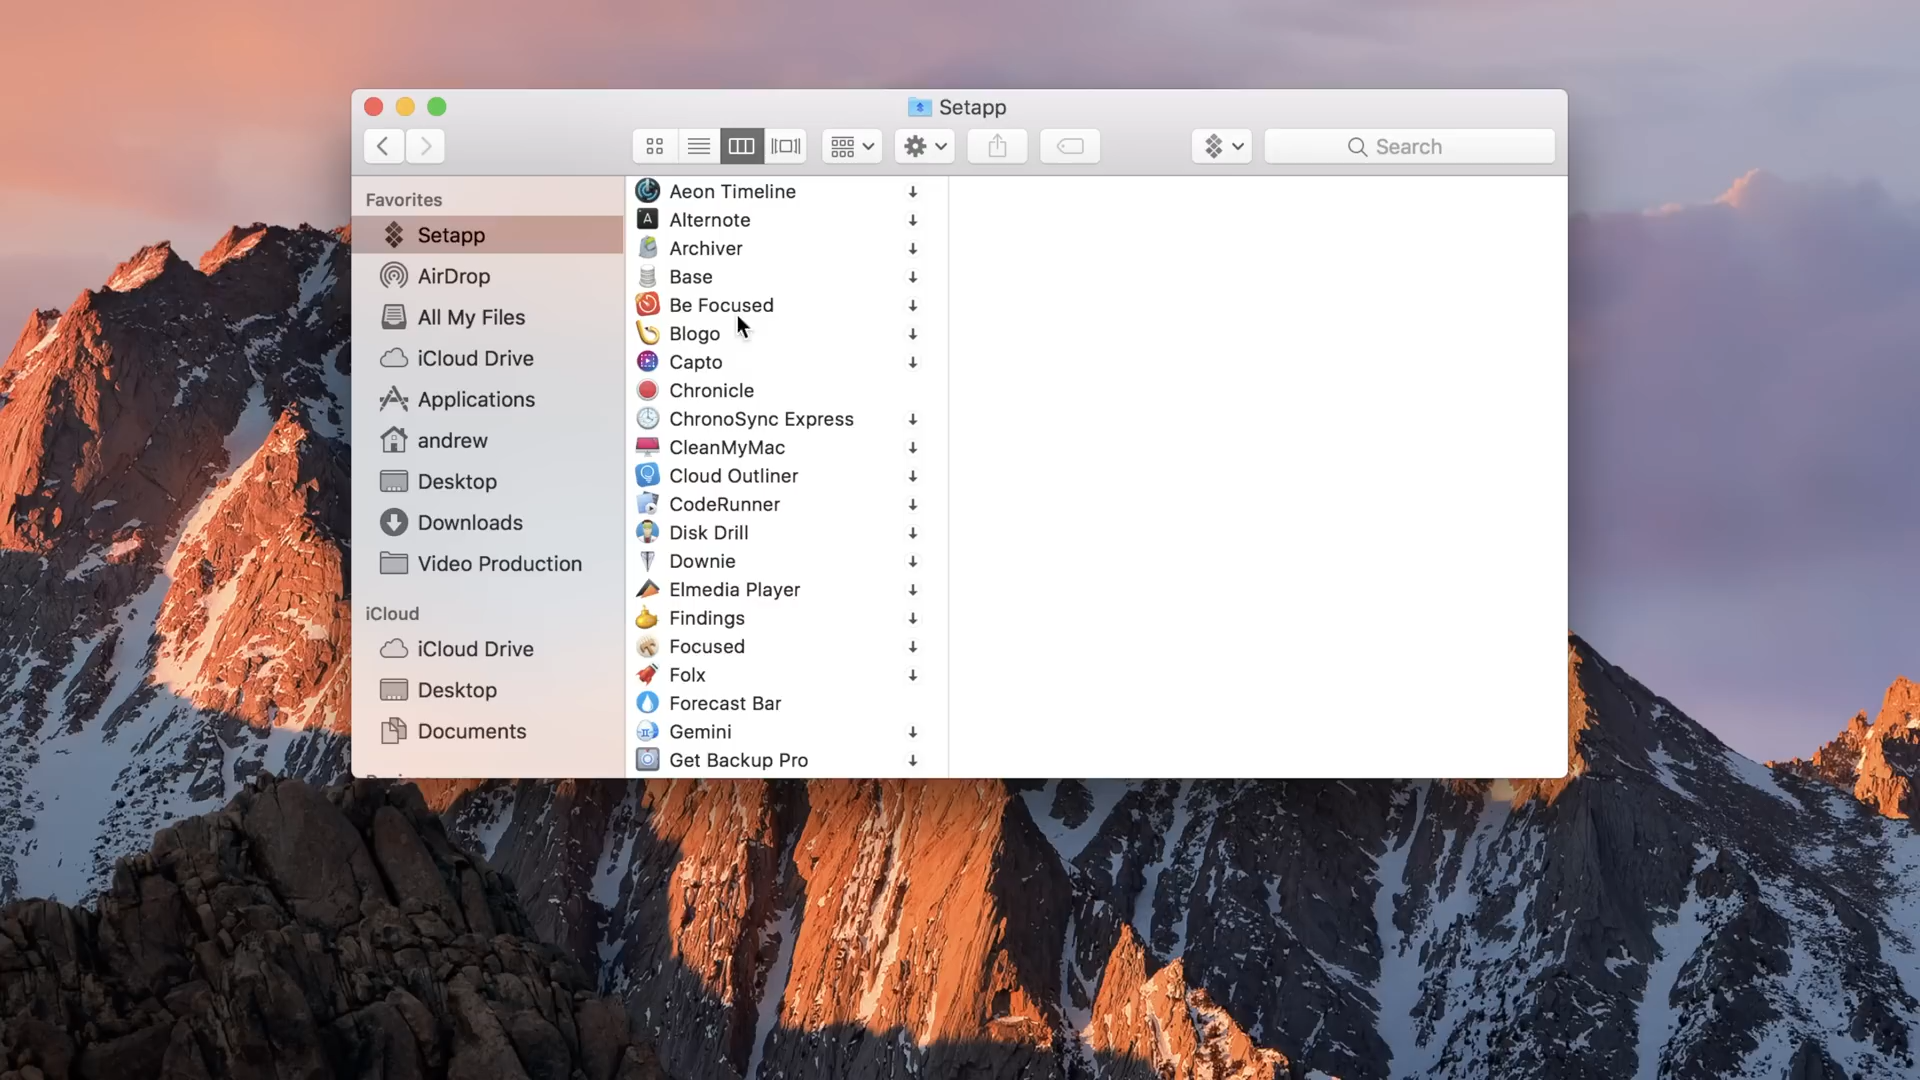 Setapp
Search
Favorites
Setapp
AirDrop
All My Files
iCloud Drive
Applications
andrew
Desktop
Downloads
Video Production
iCloud
iCloud Drive
Desktop
Documents
Aeon Timeline
Alternote
Archiver
Base
Be Focused
Blogo
Capto
Chronicle
ChronoSync Express
CleanMyMac
Cloud Outliner
CodeRunner
Disk Drill
Downie
Elmedia Player
Findings
Focused
Folx
Forecast Bar
Gemini
Get Backup Pro